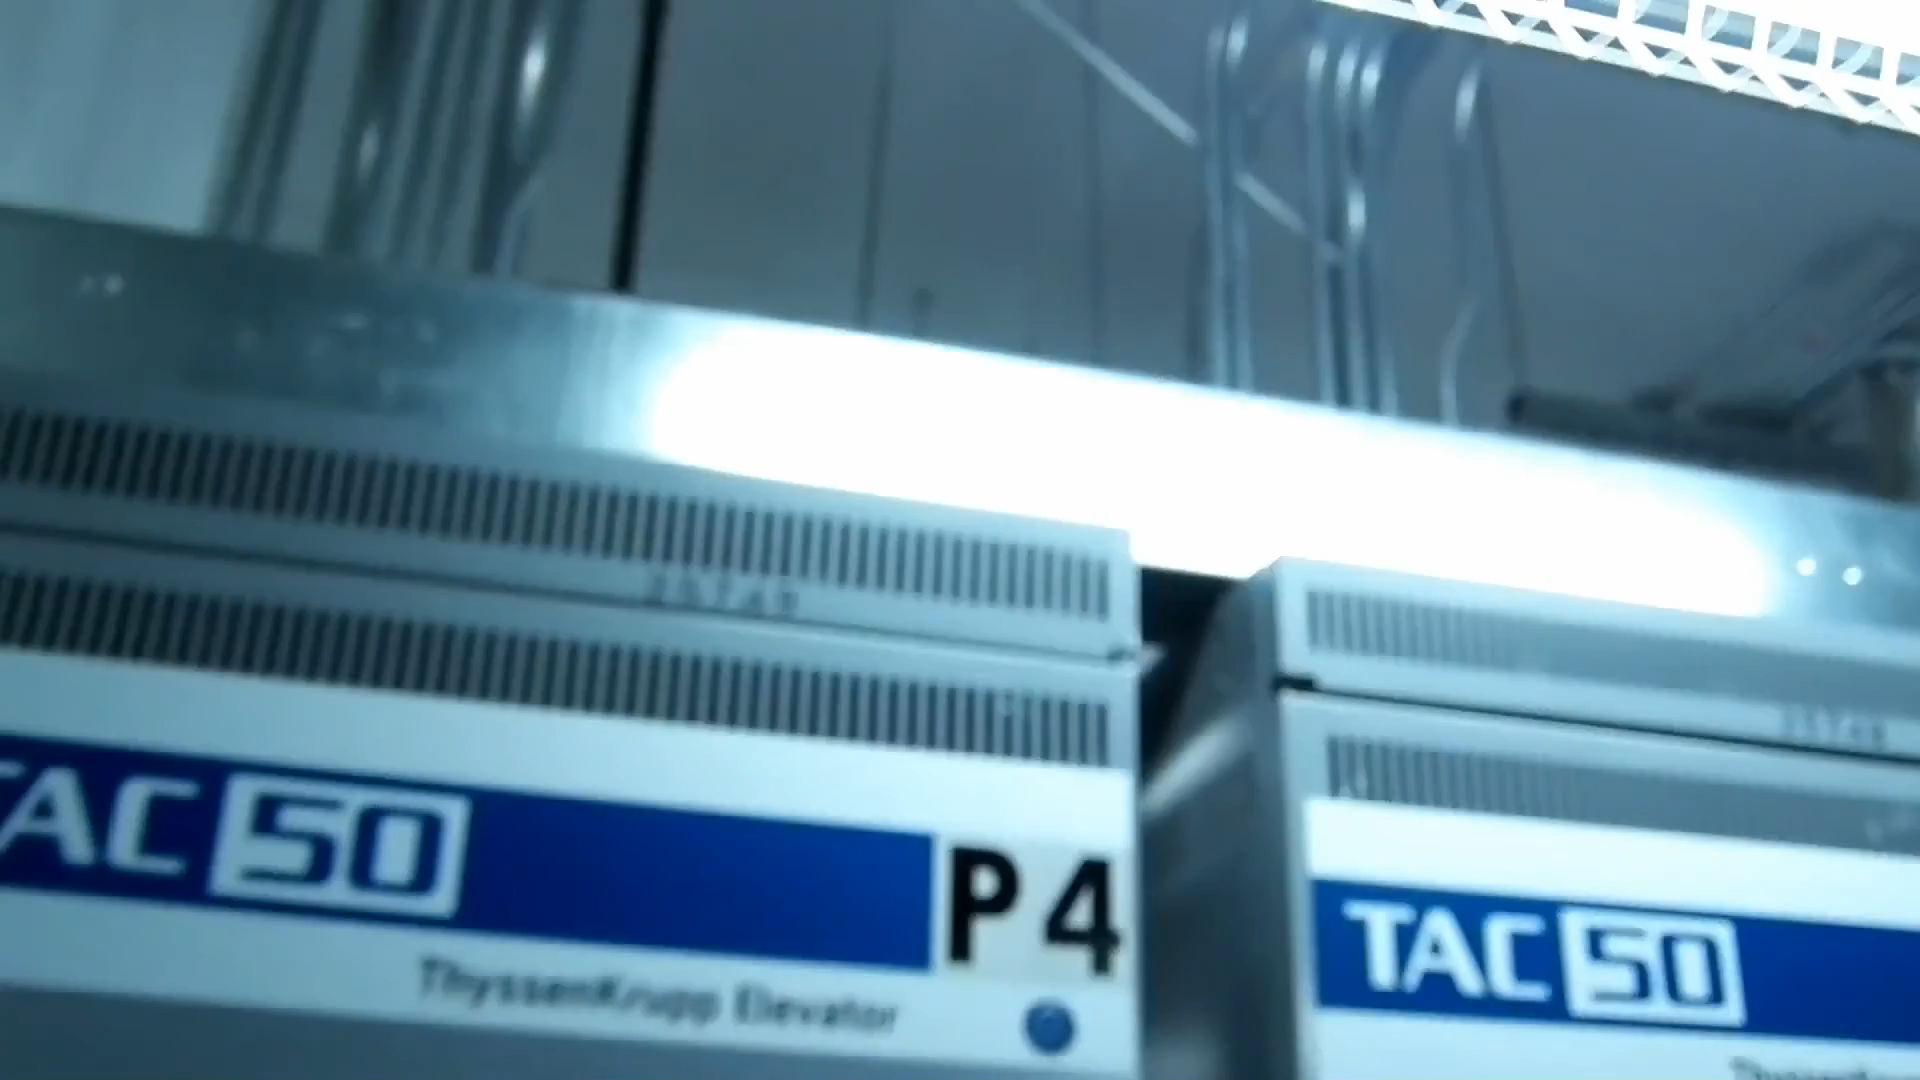 TAC 50
P4
ThyssenKrupp Elevator
TAC 50